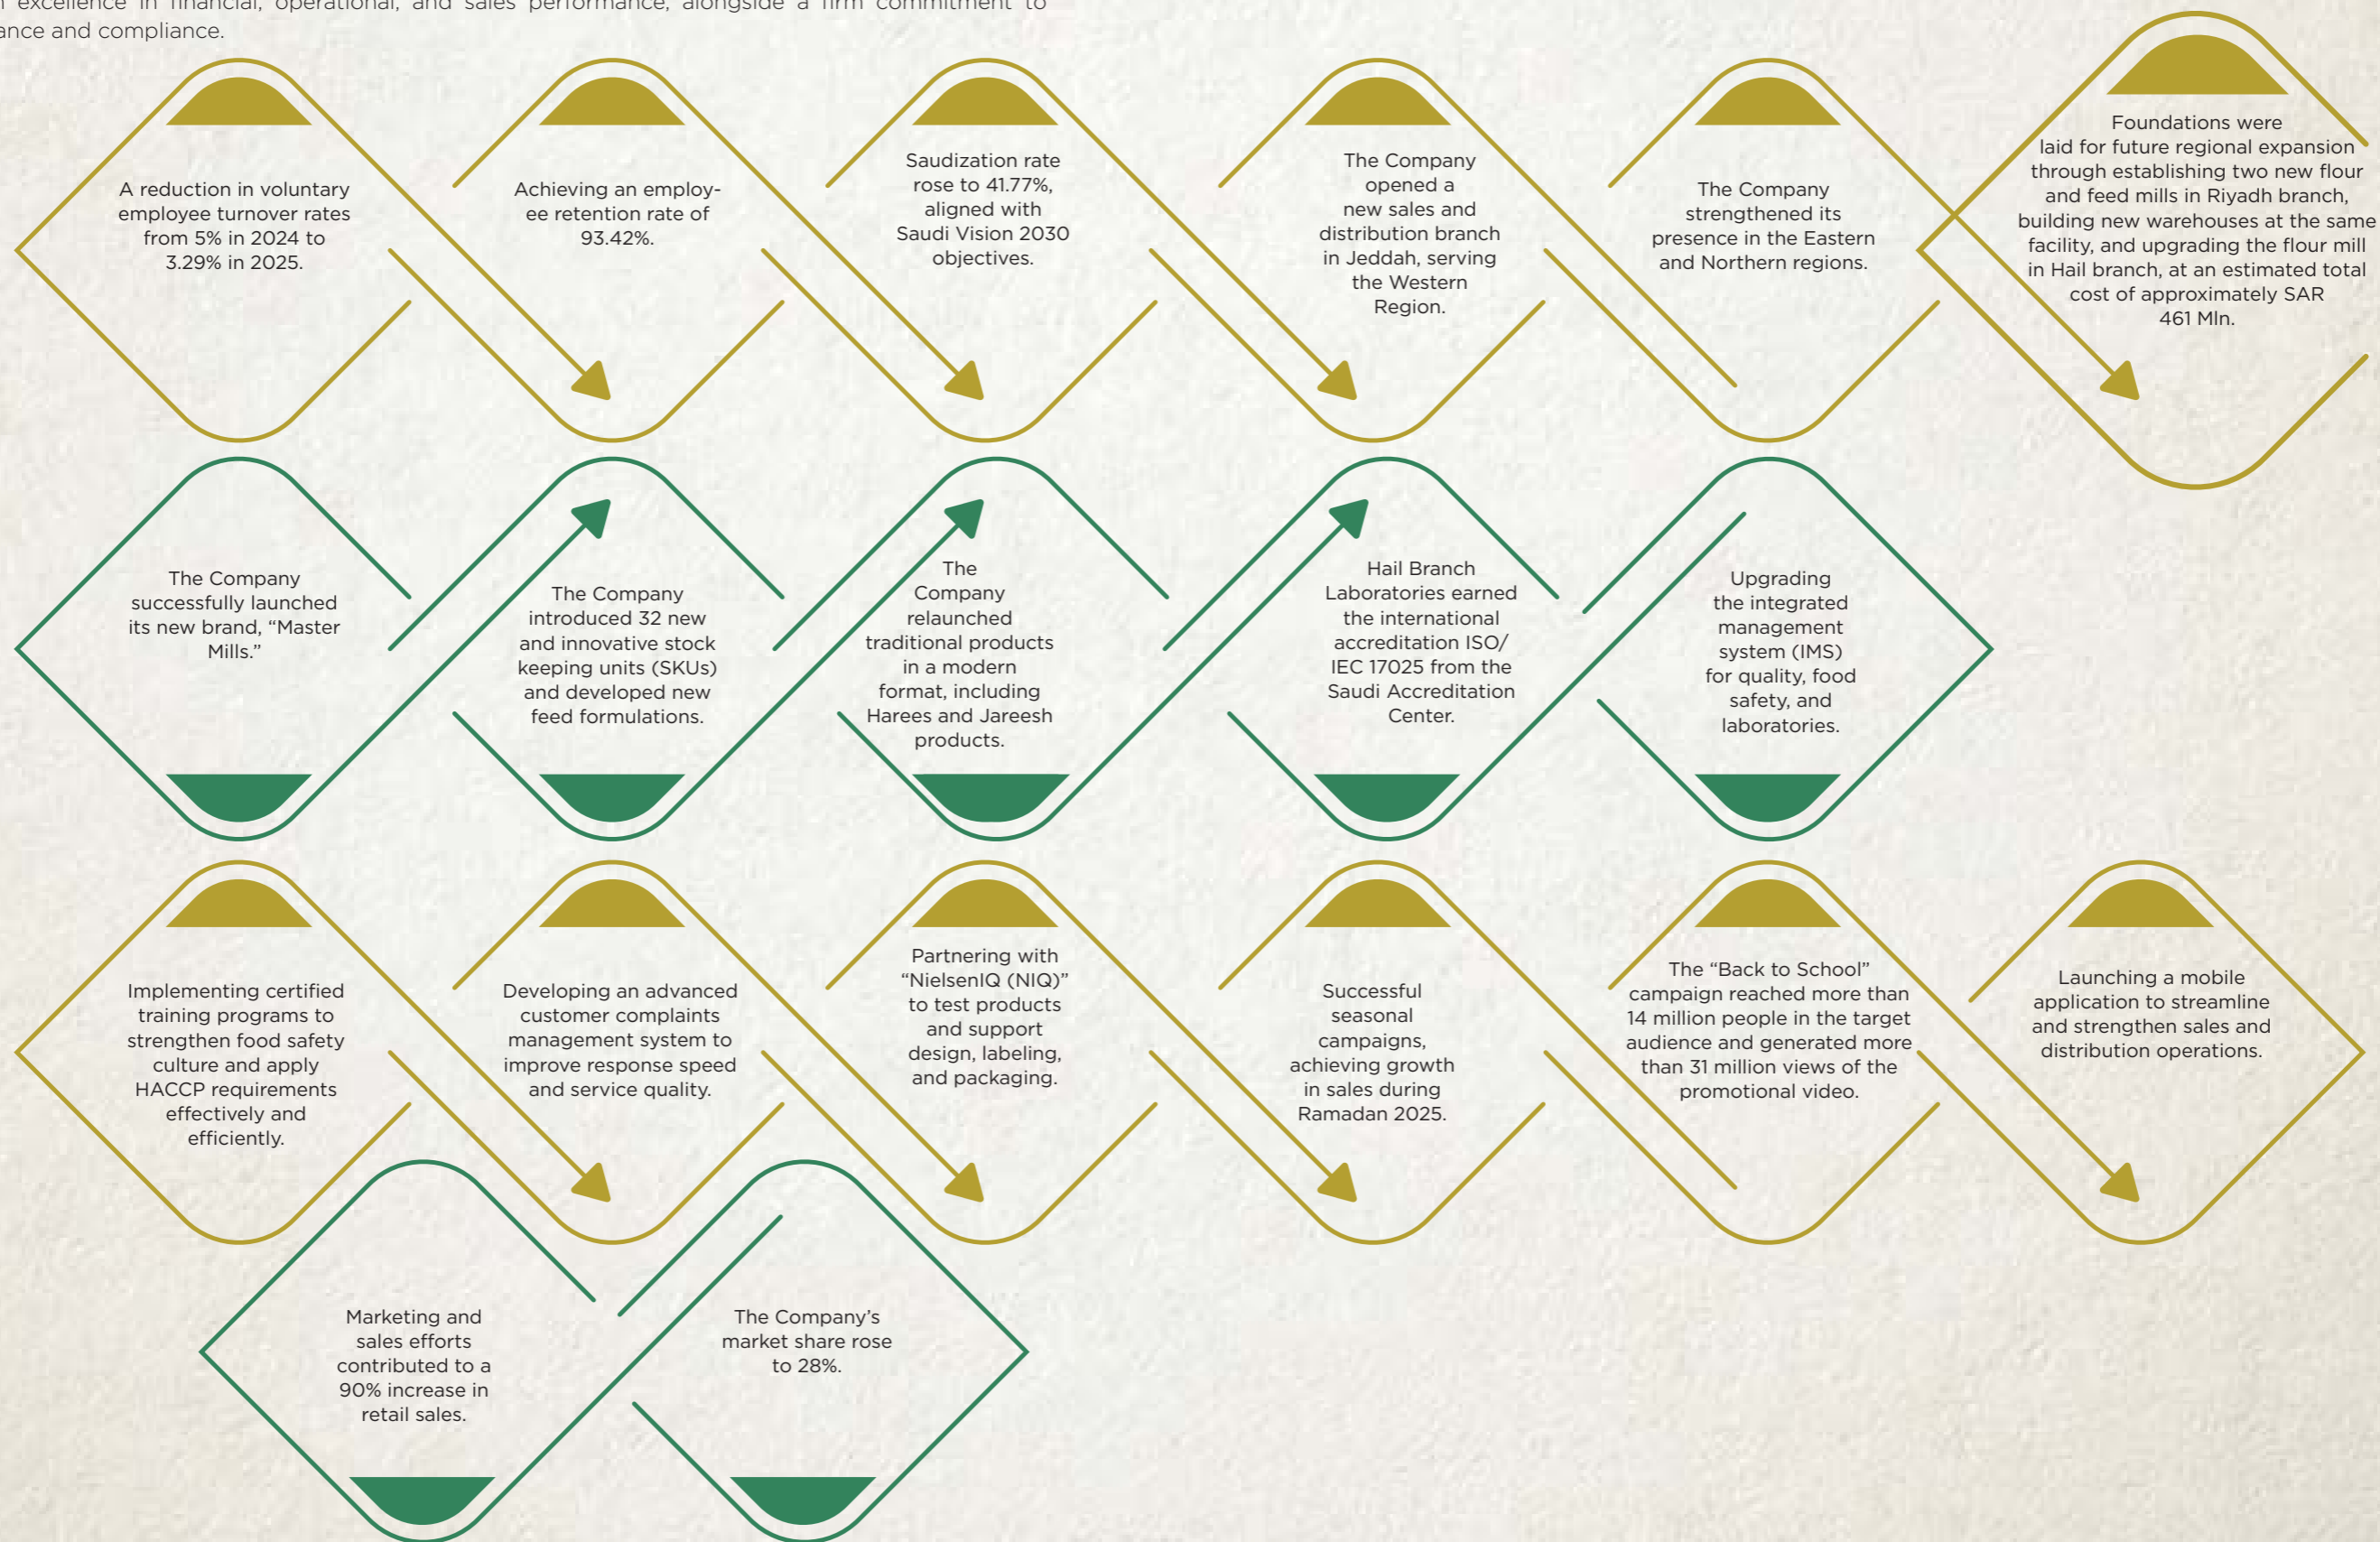 excellence in financial, operational, and sales performance, alongside a firm commitment to
and compliance.
A reduction in voluntary
employee turnover rates
from 5% in 2024 to
3.29% in 2025.
Achieving an employ-
ee retention rate of
93.42%.
Saudization rate
rose to 41.77%,
aligned with
Saudi Vision 2030
objectives.
The Company
opened a
new sales and
distribution branch
in Jeddah, serving
the Western
Region.
The Company
strengthened its
presence in the Eastern
and Northern regions.
Foundations were
laid for future regional expansion
through establishing two new flour
and feed mills in Riyadh branch,
building new warehouses at the same
facility, and upgrading the flour mill
in Hail branch, at an estimated total
cost of approximately SAR
461 Mln.
The Company
successfully launched
its new brand, “Master
Mills.”
The Company
introduced 32 new
and innovative stock
keeping units (SKUs)
and developed new
feed formulations.
The
Company
relaunched
traditional products
in a modern
format, including
Harees and Jareesh
products.
Hail Branch
Laboratories earned
the international
accreditation ISO/
IEC 17025 from the
Saudi Accreditation
Center.
Upgrading
the integrated
management
system (IMS)
for quality, food
safety, and
laboratories.
Implementing certified
training programs to
strengthen food safety
culture and apply
HACCP requirements
effectively and
efficiently.
Developing an advanced
customer complaints
management system to
improve response speed
and service quality.
Partnering with
“NielsenIQ (NIQ)”
to test products
and support
design, labeling,
and packaging.
Successful
seasonal
campaigns,
achieving growth
in sales during
Ramadan 2025.
The “Back to School”
campaign reached more than
14 million people in the target
audience and generated more
than 31 million views of the
promotional video.
Launching a mobile
application to streamline
and strengthen sales and
distribution operations.
Marketing and
sales efforts
contributed to a
90% increase in
retail sales.
The Company’s
market share rose
to 28%.